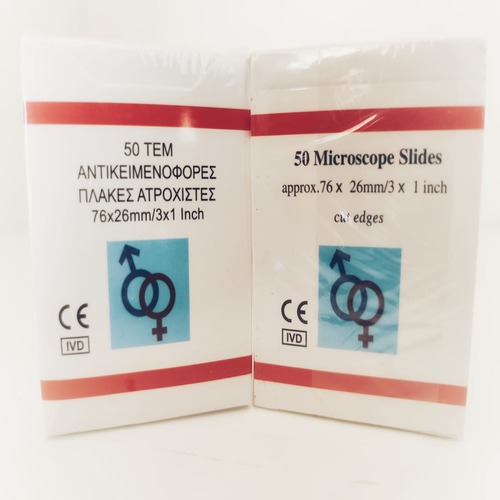 50 ΤΕΜ
ΑΝΤΙΚΕΙΜΕΝΟΦΟΡΕΣ
ΠΛΑΚΕΣ ΑΤΡΟΧΙΣΤΕΣ
76x26mm/3x1 Inch
CE
IVD
50 Microscope Slides
approx.76 x 26mm/3 x 1 inch
cut edges
CE
IVD